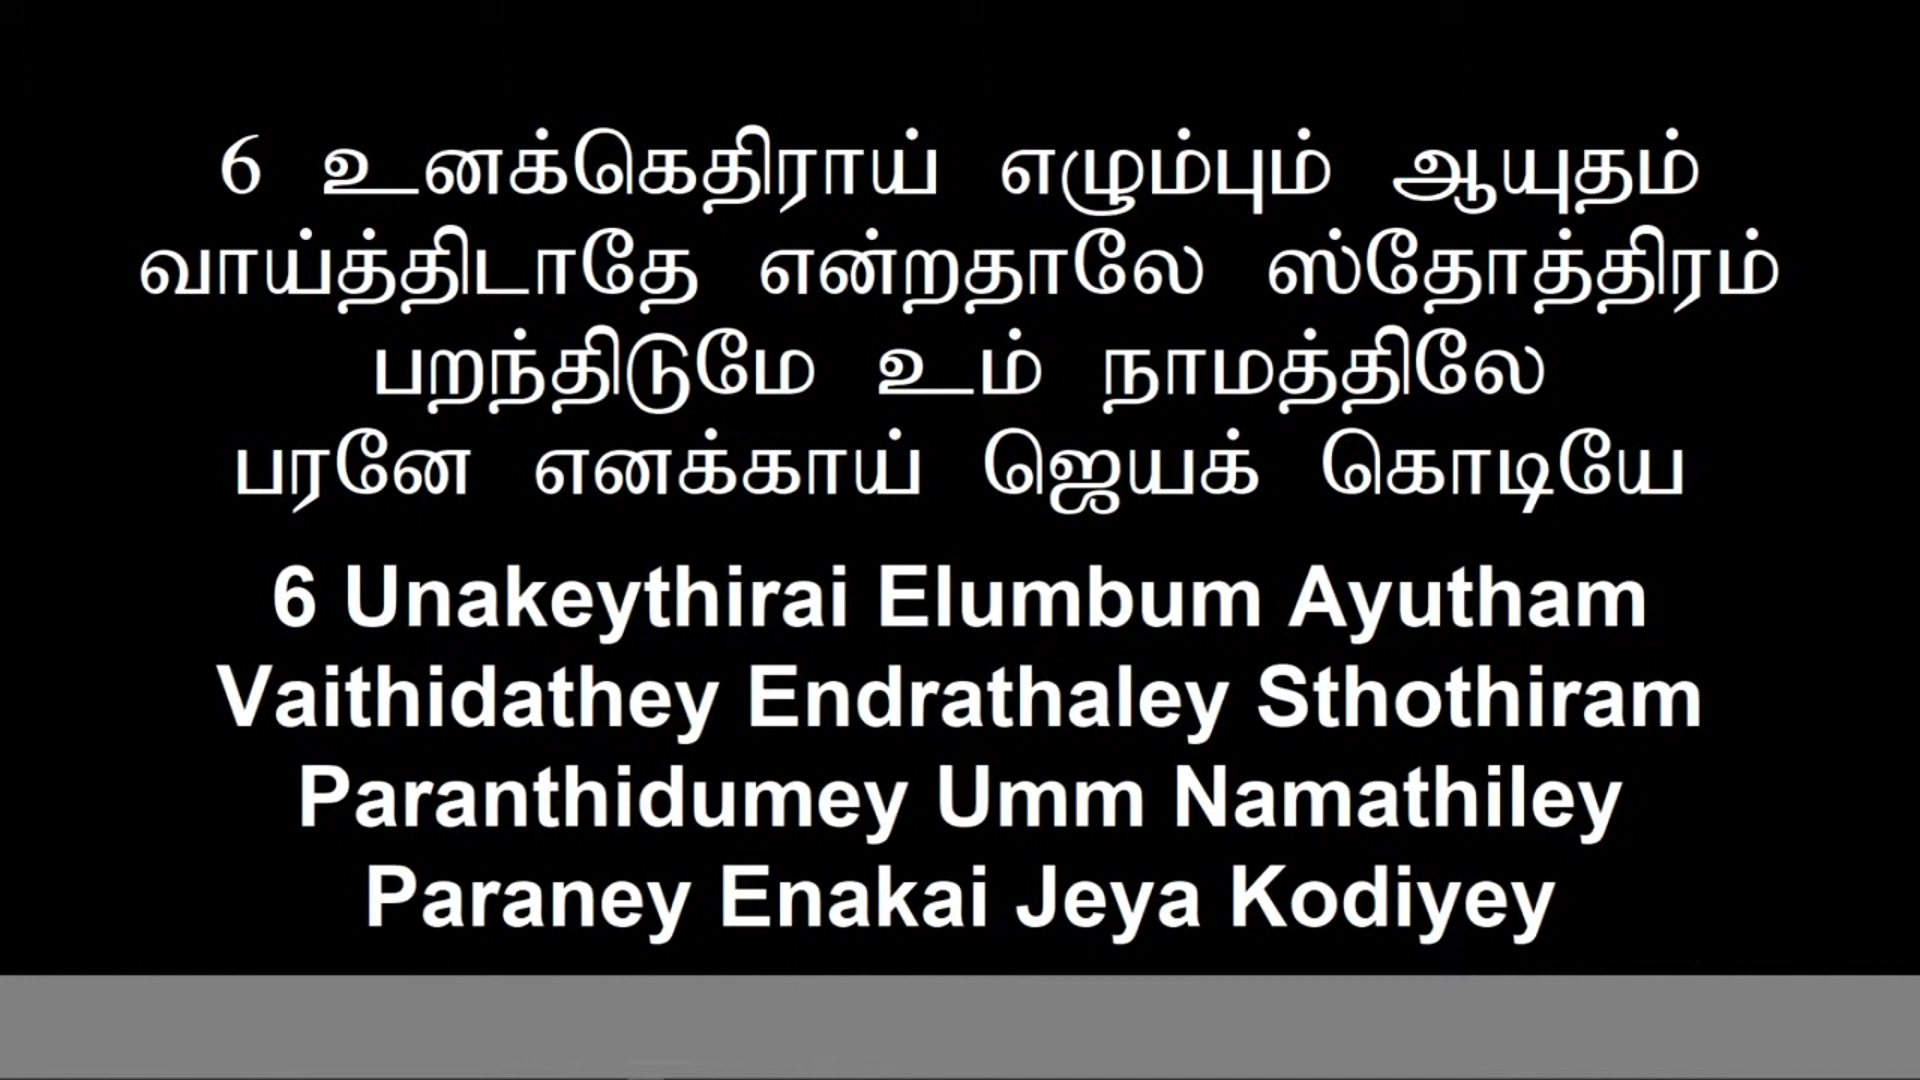 6 உனக்கெதிராய் எழும்பும் ஆயுதம்
வாய்த்திடாதே என்றதாலே ஸ்தோத்திரம்
பறந்திடுமே உம் நாமத்திலே
பரனே எனக்காய் ஜெயக் கொடியே
6 Unakeythirai Elumbum Ayutham
Vaithidathey Endrathaley Sthothiram
Paranthidumey Umm Namathiley
Paraney Enakai Jeya Kodiyey